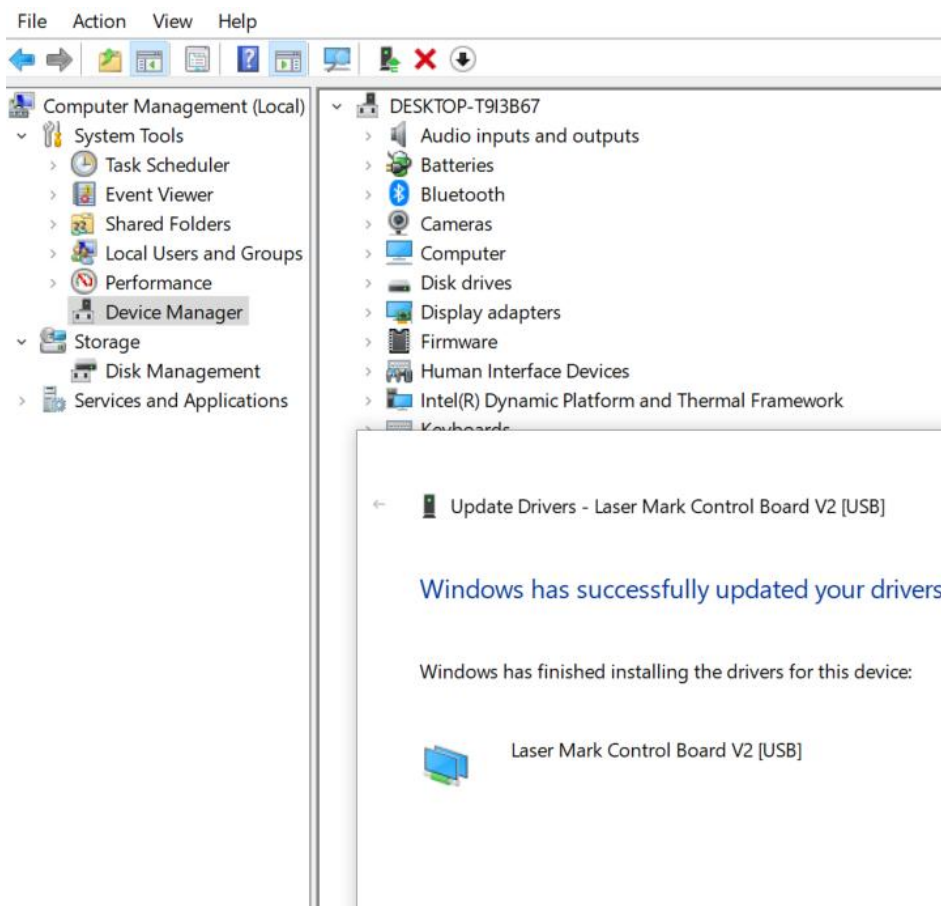 File Action View Help
Computer Management (Local)
System Tools
Task Scheduler
Event Viewer
Shared Folders
Local Users and Groups
Performance
Device Manager
Storage
Disk Management
Services and Applications
DESKTOP-T9I3B67
Audio inputs and outputs
Batteries
Bluetooth
Cameras
Computer
Disk drives
Display adapters
Firmware
Human Interface Devices
Intel(R) Dynamic Platform and Thermal Framework
Keyboards
Update Drivers - Laser Mark Control Board V2 [USB]
Windows has successfully updated your drivers
Windows has finished installing the drivers for this device:
Laser Mark Control Board V2 [USB]